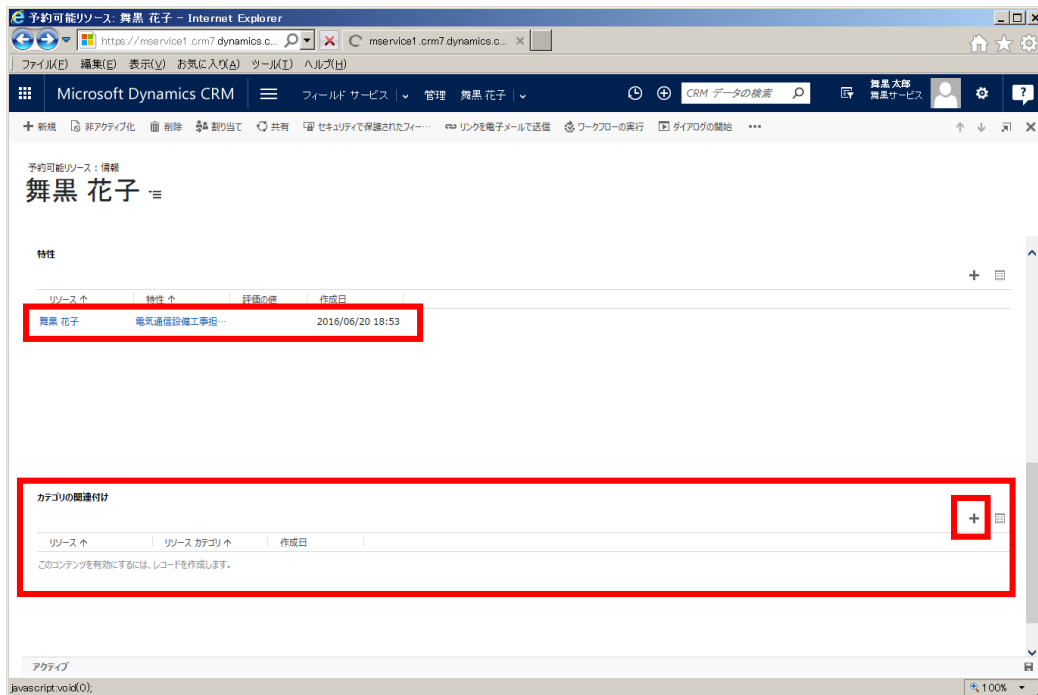 予約可能リソース: 舞黒 花子 - Internet Explorer
https://mservice1.crm7.dynamics.c... mservice1.crm7.dynamics.c...
ファイル(F) 編集(E) 表示(V) お気に入り(A) ツール(T) ヘルプ(H)
Microsoft Dynamics CRM フィールド サービス 管理 舞黒 花子 CRM データの検索 舞黒 太郎
舞黒サービス
新規 非アクティブ化 削除 割り当て 共有 セキュリティで保護されたフィー… リンクを電子メールで送信 ワークフローの実行 ダイアログの開始 •••
予約可能リソース : 情報
舞黒 花子
特性
リソース ↑ 特性 ↑ 評価の値 作成日
舞黒 花子 電気通信設備工事担… 2016/06/20 18:53
カテゴリの関連付け
リソース ↑ リソース カテゴリ ↑ 作成日
このコンテンツを有効にするには、レコードを作成します。
アクティブ
javascript:void(0); 100%